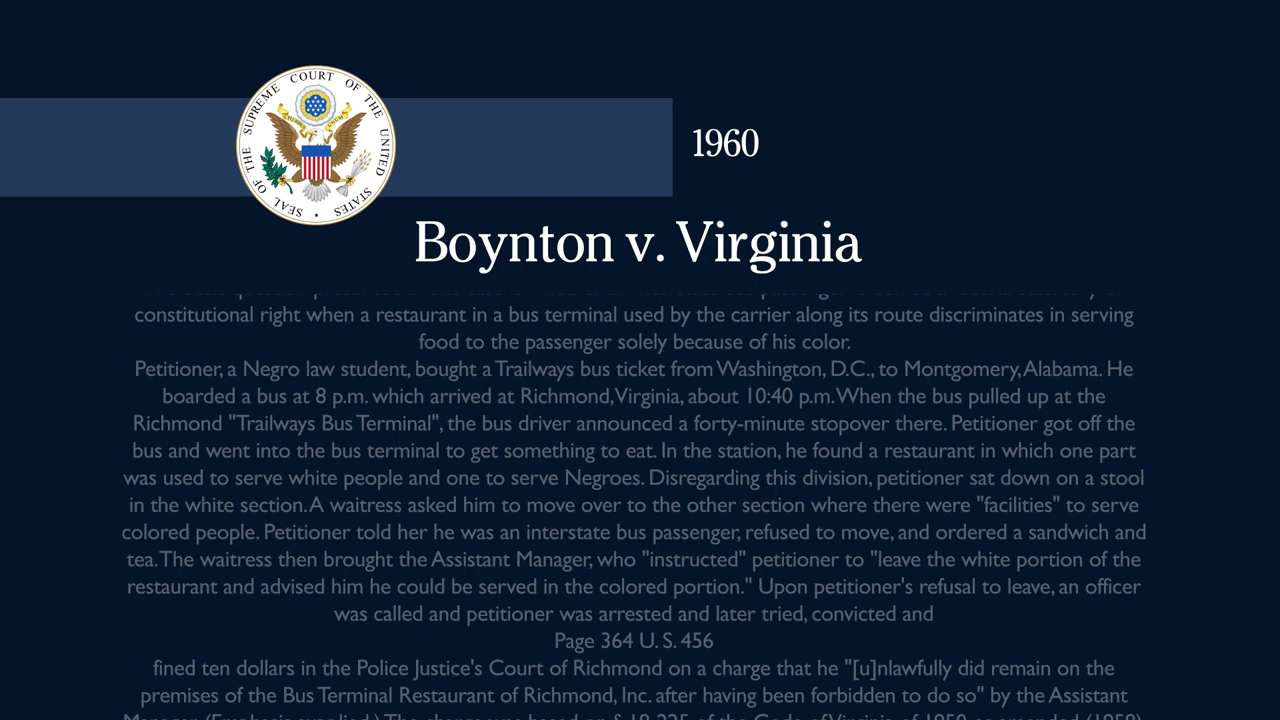 SEAL OF THE SUPREME COURT OF THE UNITED STATES
1960
Boynton v. Virginia
constitutional right when a restaurant in a bus terminal used by the carrier along its route discriminates in serving
food to the passenger solely because of his color.
Petitioner, a Negro law student, bought a Trailways bus ticket from Washington, D.C., to Montgomery, Alabama. He
boarded a bus at 8 p.m. which arrived at Richmond, Virginia, about 10:40 p.m. When the bus pulled up at the
Richmond "Trailways Bus Terminal", the bus driver announced a forty-minute stopover there. Petitioner got off the
bus and went into the bus terminal to get something to eat. In the station, he found a restaurant in which one part
was used to serve white people and one to serve Negroes. Disregarding this division, petitioner sat down on a stool
in the white section. A waitress asked him to move over to the other section where there were "facilities" to serve
colored people. Petitioner told her he was an interstate bus passenger, refused to move, and ordered a sandwich and
tea. The waitress then brought the Assistant Manager, who "instructed" petitioner to "leave the white portion of the
restaurant and advised him he could be served in the colored portion." Upon petitioner's refusal to leave, an officer
was called and petitioner was arrested and later tried, convicted and
Page 364 U. S. 456
fined ten dollars in the Police Justice's Court of Richmond on a charge that he "[u]nlawfully did remain on the
premises of the Bus Terminal Restaurant of Richmond, Inc. after having been forbidden to do so" by the Assistant